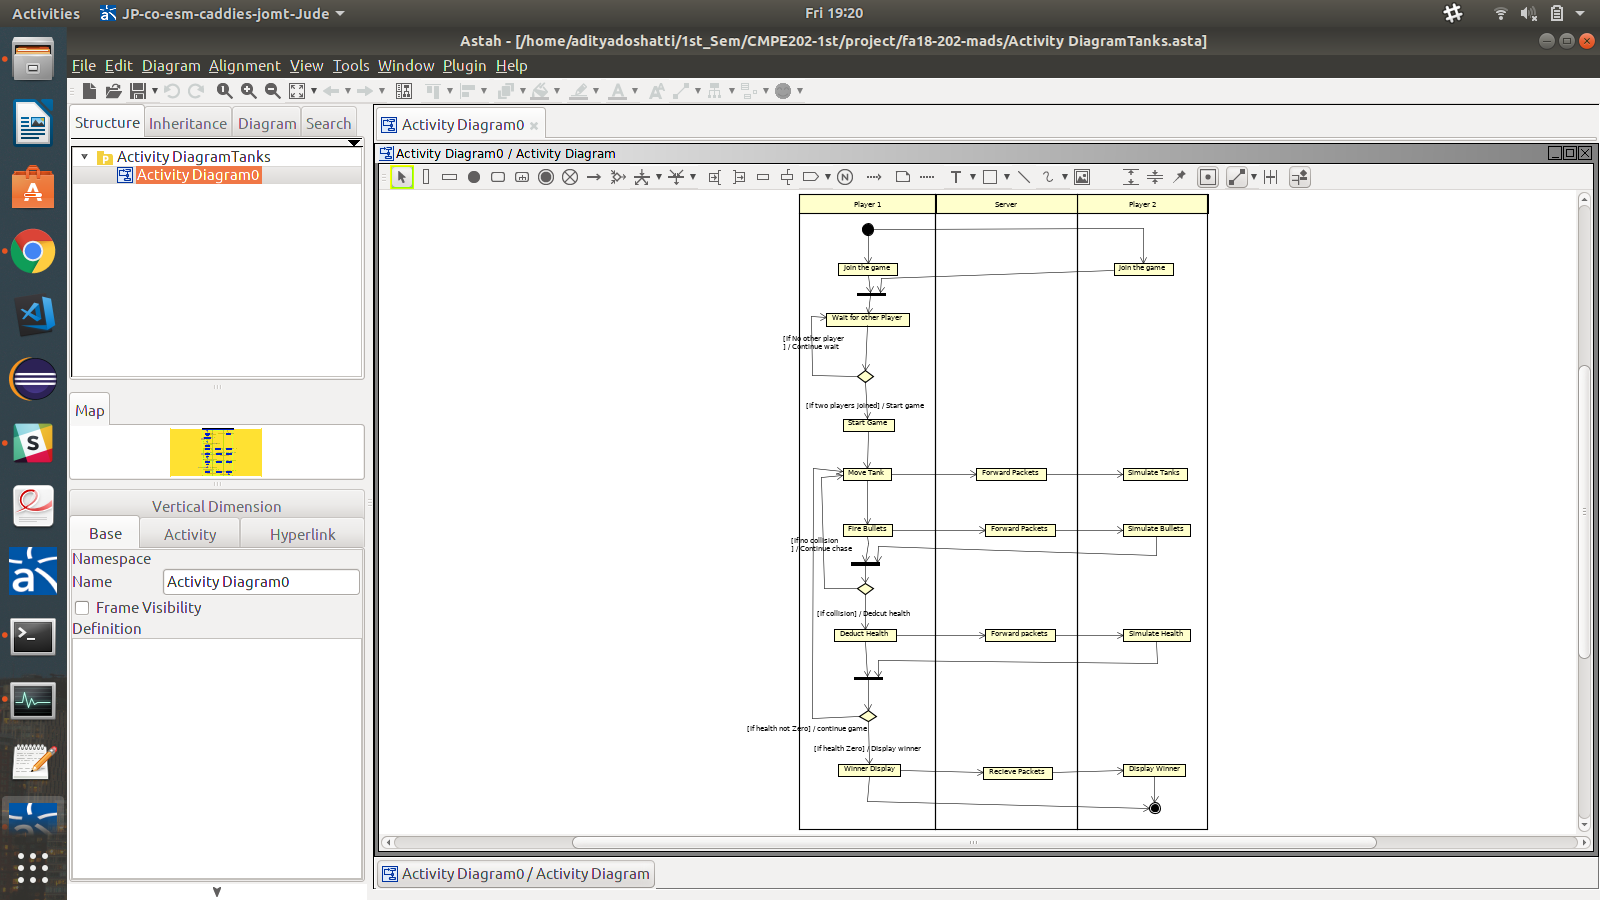 Activities
JP-co-esm-caddies-jomt-Jude
Fri 19:20
Astah - [/home/adityadoshatti/1st_Sem/CMPE202-1st/project/fa18-202-mads/Activity DiagramTanks.asta]
File Edit Diagram Alignment View Tools Window Plugin Help
Structure Inheritance Diagram Search
Activity DiagramTanks
Activity Diagram0
Map
Vertical Dimension
Base Activity Hyperlink
Namespace
Name Activity Diagram0
Frame Visibility
Definition
Activity Diagram0
Activity Diagram0 / Activity Diagram
Player 1 Server Player 2
Join the game Join the game
Wait for other Player
[if No other player
] / Continue wait
[if two players joined] / Start game
Start Game
Move Tank Forward Packets Simulate Tanks
Fire Bullets Forward Packets Simulate Bullets
[if no collision
] / Continue chase
[if collision] / Dedcut health
Deduct Health Forward packets Simulate Health
[if health not Zero] / continue game
[if health Zero] / Display winner
Winner Display Recieve Packets Display Winner
Activity Diagram0 / Activity Diagram